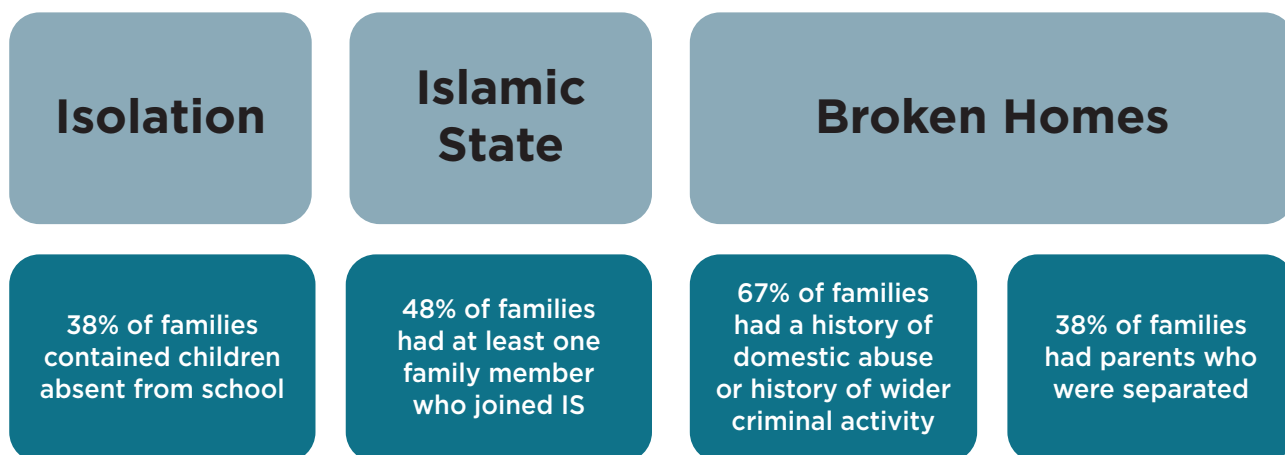 Isolation
Islamic
State
Broken Homes
38% of families
contained children
absent from school
48% of families
had at least one
family member
who joined IS
67% of families
had a history of
domestic abuse
or history of wider
criminal activity
38% of families
had parents who
were separated